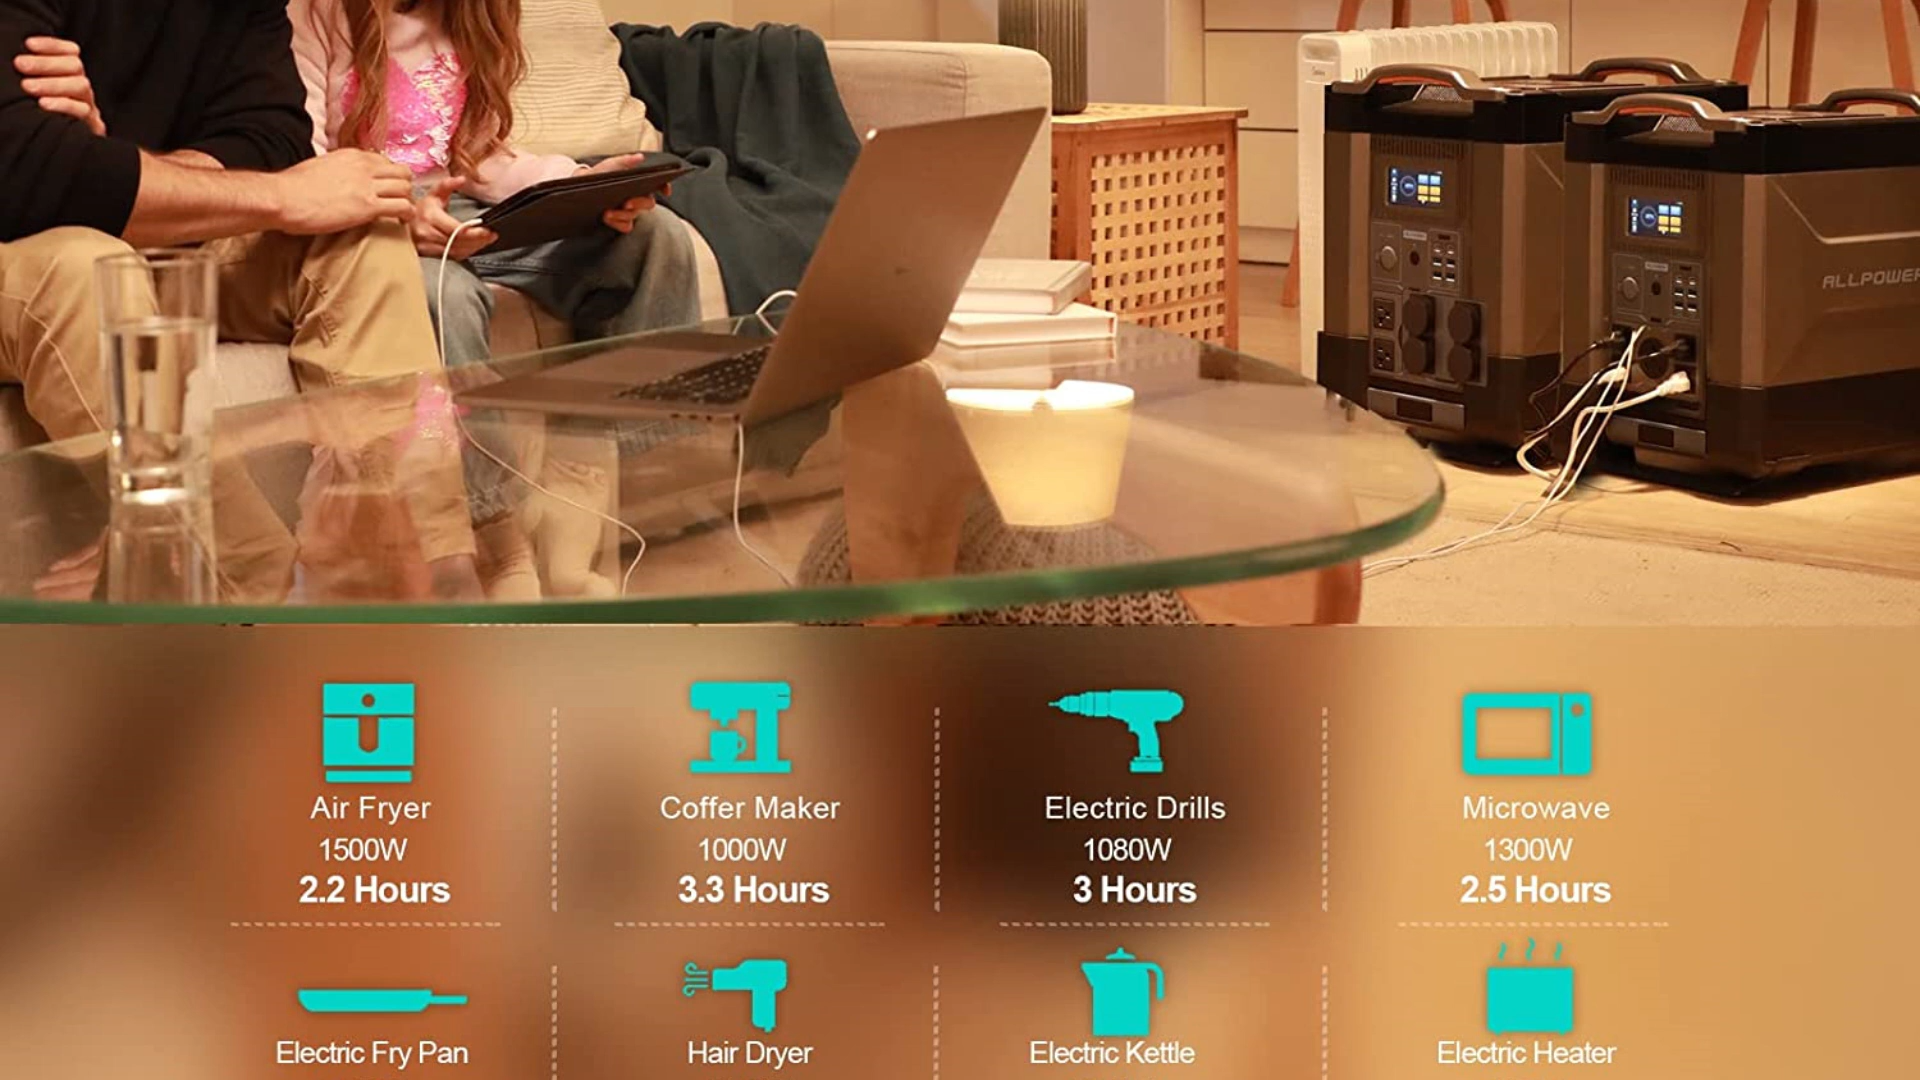 ALLPOWER
Air Fryer
1500W
2.2 Hours
Coffer Maker
1000W
3.3 Hours
Electric Drills
1080W
3 Hours
Microwave
1300W
2.5 Hours
Electric Fry Pan
Hair Dryer
Electric Kettle
Electric Heater